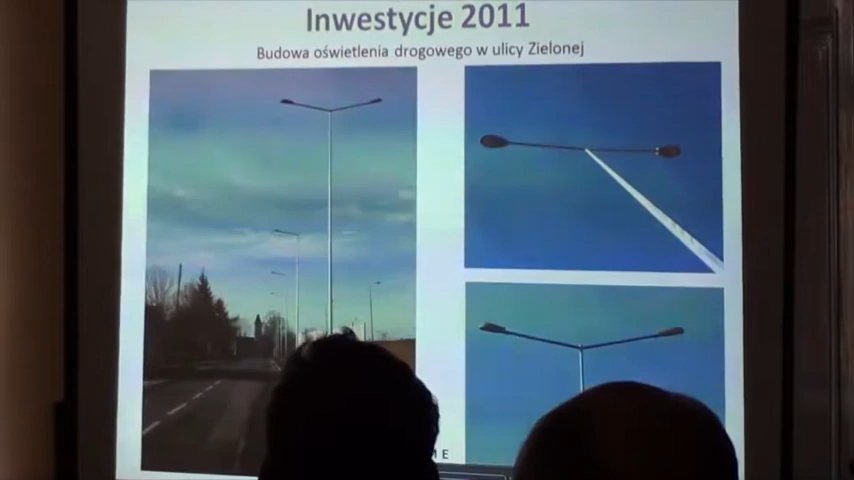 Inwestycje 2011
Budowa oświetlenia drogowego w ulicy Zielonej